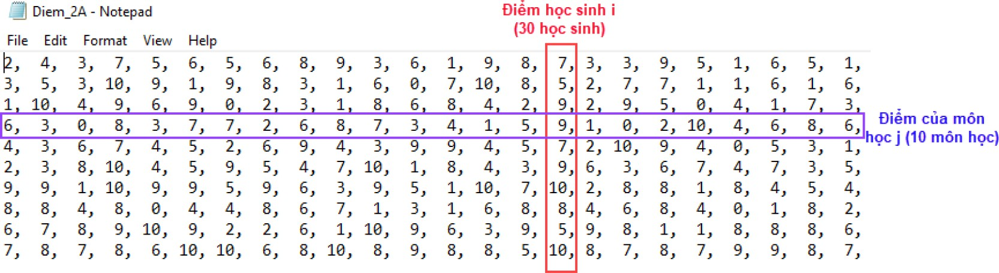 Diem_2A - Notepad
Điểm học sinh i
(30 học sinh)
File Edit Format View Help
2, 4, 3, 7, 5, 6, 5, 6, 8, 9, 3, 6, 1, 9, 8, 7, 3, 3, 9, 5, 1, 6, 5, 1,
3, 5, 3, 10, 9, 1, 9, 8, 3, 1, 6, 0, 7, 10, 8, 5, 2, 7, 7, 1, 1, 6, 1, 6,
1, 10, 4, 9, 6, 9, 0, 2, 3, 1, 8, 6, 8, 4, 2, 9, 2, 9, 5, 0, 4, 1, 7, 3,
6, 3, 0, 8, 3, 7, 7, 2, 6, 8, 7, 3, 4, 1, 5, 9, 1, 0, 2, 10, 4, 6, 8, 6,
Điểm của môn
học j (10 môn học)
4, 3, 6, 7, 4, 5, 2, 6, 9, 4, 3, 9, 9, 4, 5, 7, 2, 10, 9, 4, 0, 5, 3, 1,
2, 3, 8, 10, 4, 5, 9, 5, 4, 7, 10, 1, 8, 4, 3, 9, 6, 3, 6, 7, 4, 7, 3, 5,
9, 9, 1, 10, 9, 9, 5, 9, 6, 3, 9, 5, 1, 10, 7, 10, 2, 8, 8, 1, 8, 4, 5, 4,
8, 8, 4, 8, 0, 4, 4, 8, 6, 7, 1, 3, 1, 6, 8, 8, 4, 6, 8, 4, 0, 1, 8, 2,
6, 7, 8, 9, 10, 9, 2, 2, 6, 1, 10, 9, 6, 3, 9, 5, 9, 8, 1, 1, 8, 8, 8, 6,
7, 8, 7, 8, 6, 10, 10, 6, 8, 10, 8, 9, 8, 8, 5, 10, 8, 7, 8, 7, 9, 9, 8, 7,